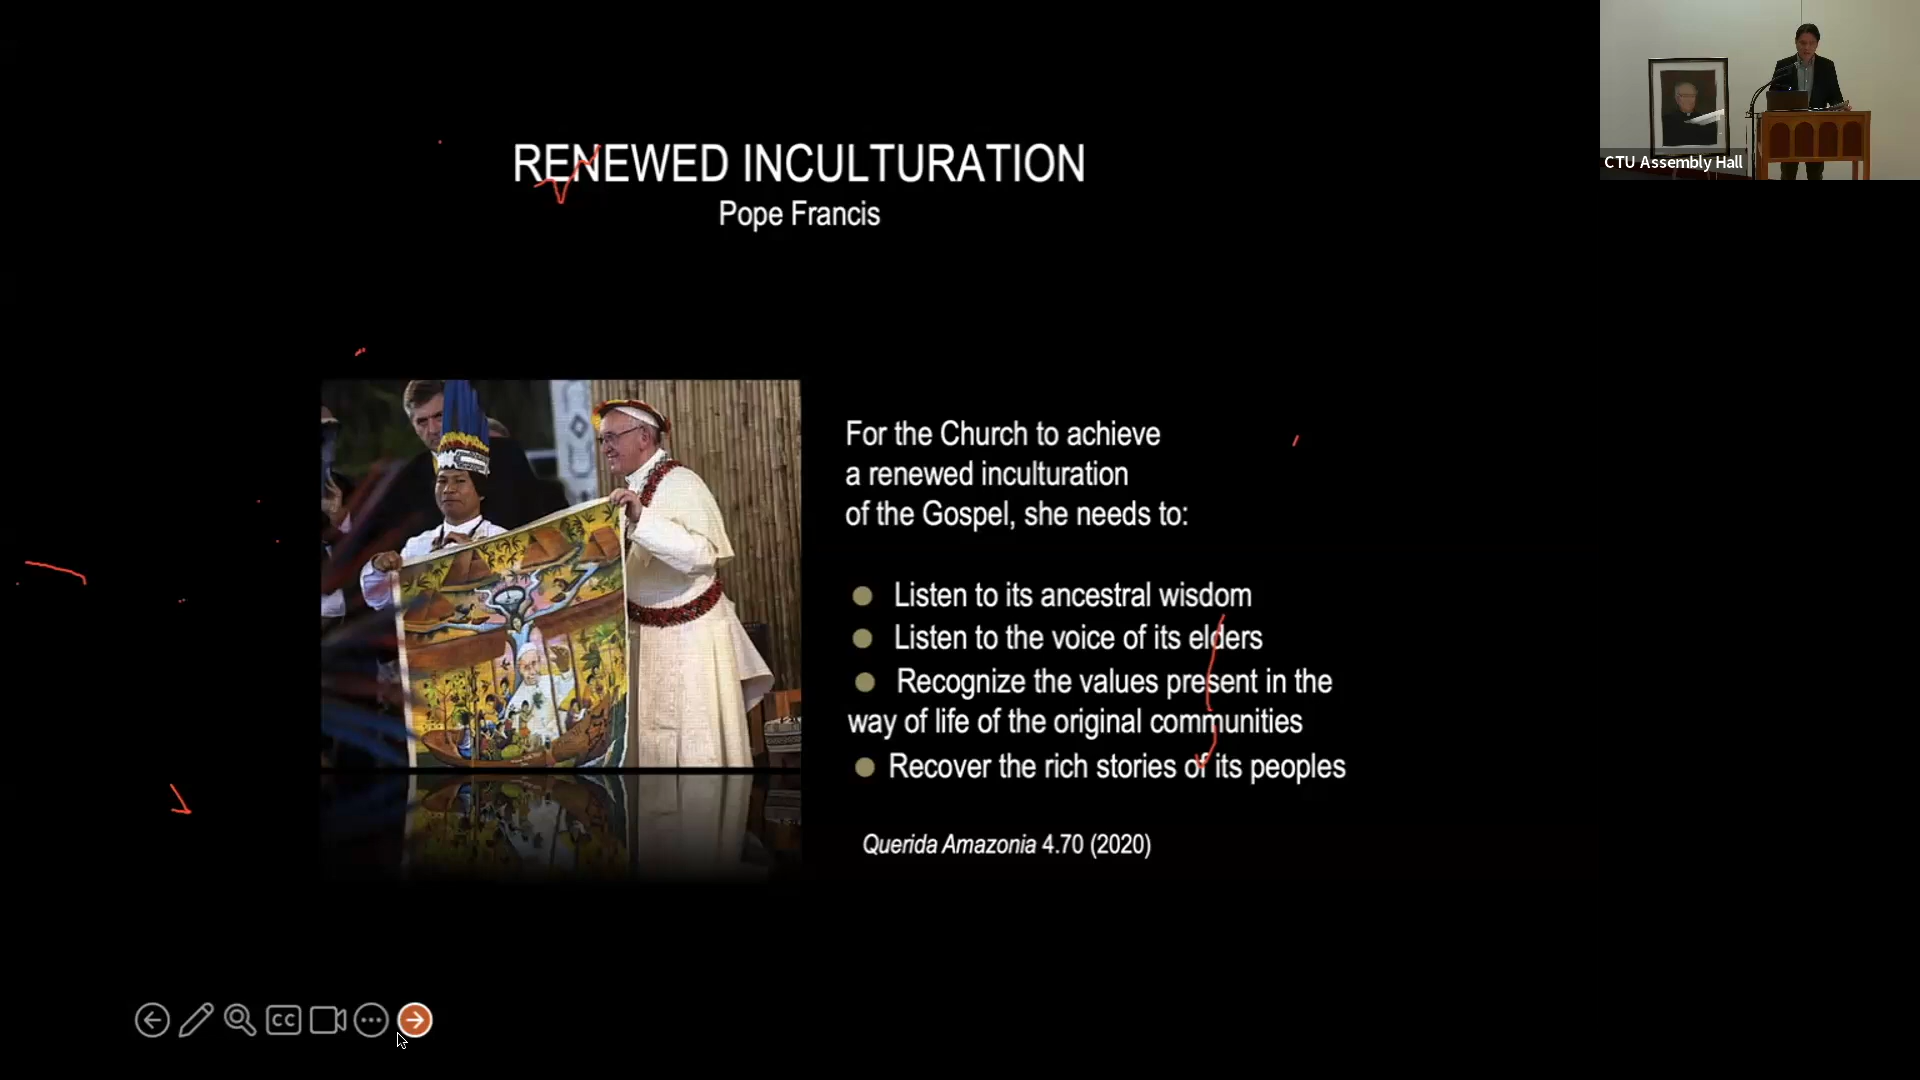 RENEWED INCULTURATION
Pope Francis
CTU Assembly Hall
For the Church to achieve
a renewed inculturation
of the Gospel, she needs to:
Listen to its ancestral wisdom
Listen to the voice of its elders
Recognize the values present in the
way of life of the original communities
Recover the rich stories of its peoples
Querida Amazonia 4.70 (2020)
CC